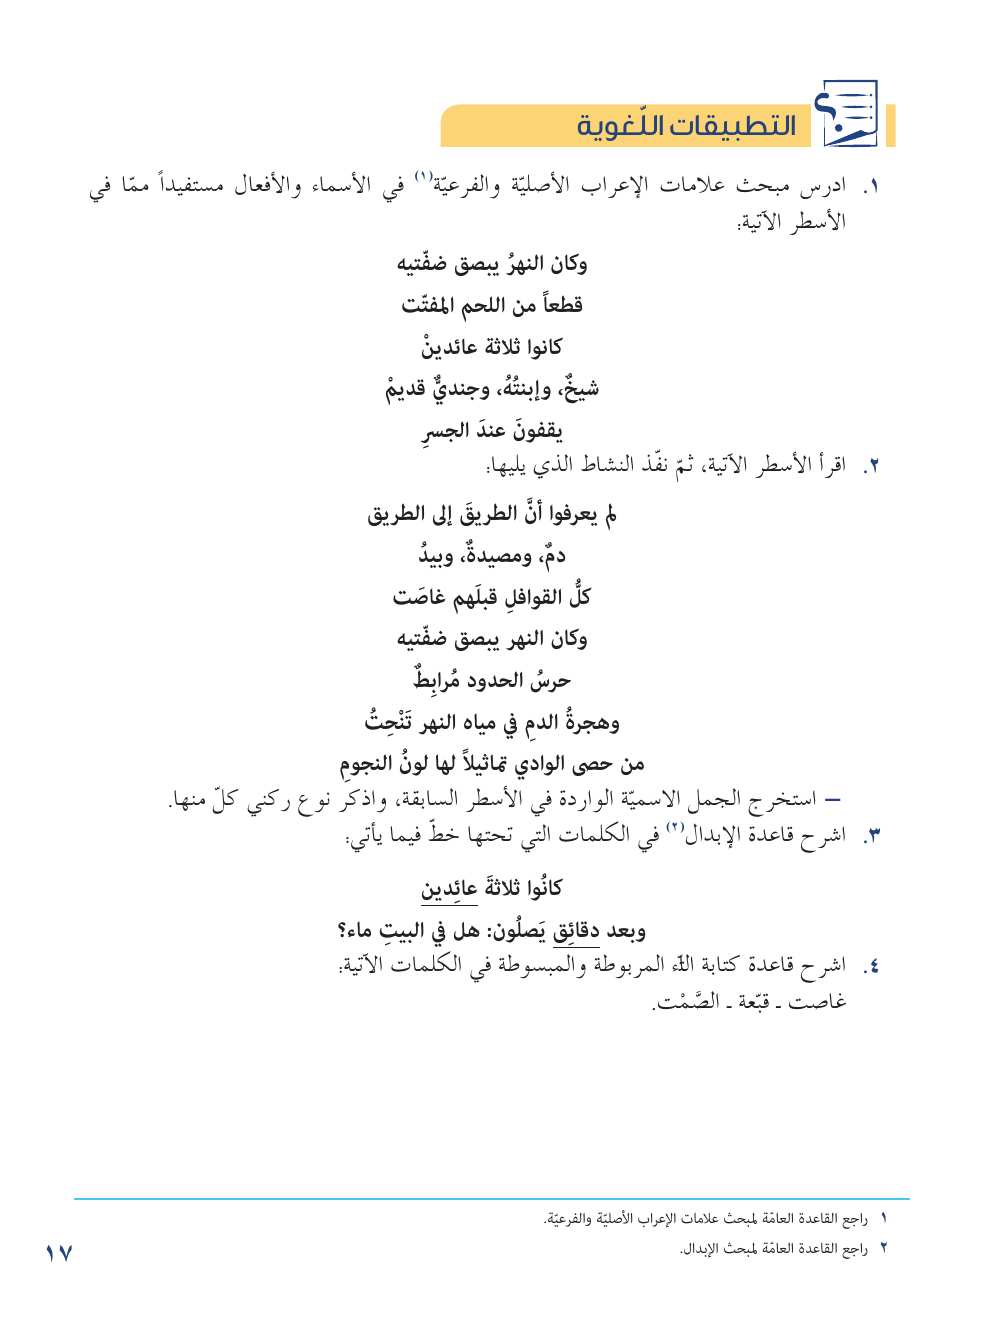 التطبيقات اللّغوية
١. ادرس مبحث علامات الإعراب الأصليّة والفرعيّة(١) في الأسماء والأفعال مستفيداً ممّا في
الأسطر الآتية:
وكان النهرُ يبصق ضفّتيه
قطعاً من اللحم المفتّت
كانوا ثلاثة عائدينْ
شيخٌ، وإبنتُهُ، وجنديٌّ قديمْ
يقفونَ عندَ الجسرِ
٢. اقرأ الأسطر الآتية، ثمّ نفّذ النشاط الذي يليها:
لم يعرفوا أنَّ الطريقَ إلى الطريق
دمٌ، ومصيدةٌ، وبيدُ
كلُّ القوافلِ قبلَهم غاصَت
وكان النهر يبصق ضفّتيه
حرسُ الحدود مُرابِطٌ
وهجرةُ الدمِ في مياه النهر تَنْحِتُ
من حصى الوادي تماثيلاً لها لونُ النجومِ
– استخرج الجمل الاسميّة الواردة في الأسطر السابقة، واذكر نوع ركني كلّ منها.
٣. اشرح قاعدة الإبدال(٢) في الكلمات التي تحتها خطّ فيما يأتي:
كانُوا ثلاثةَ عائِدين
وبعد دقائِق يَصلُون: هل في البيتِ ماء؟
٤. اشرح قاعدة كتابة التاء المربوطة والمبسوطة في الكلمات الآتية:
غاصت ـ قبّعة ـ الصَّمْت.
١ راجع القاعدة العامّة لمبحث علامات الإعراب الأصليّة والفرعيّة.
٢ راجع القاعدة العامّة لمبحث الإبدال.
١٧